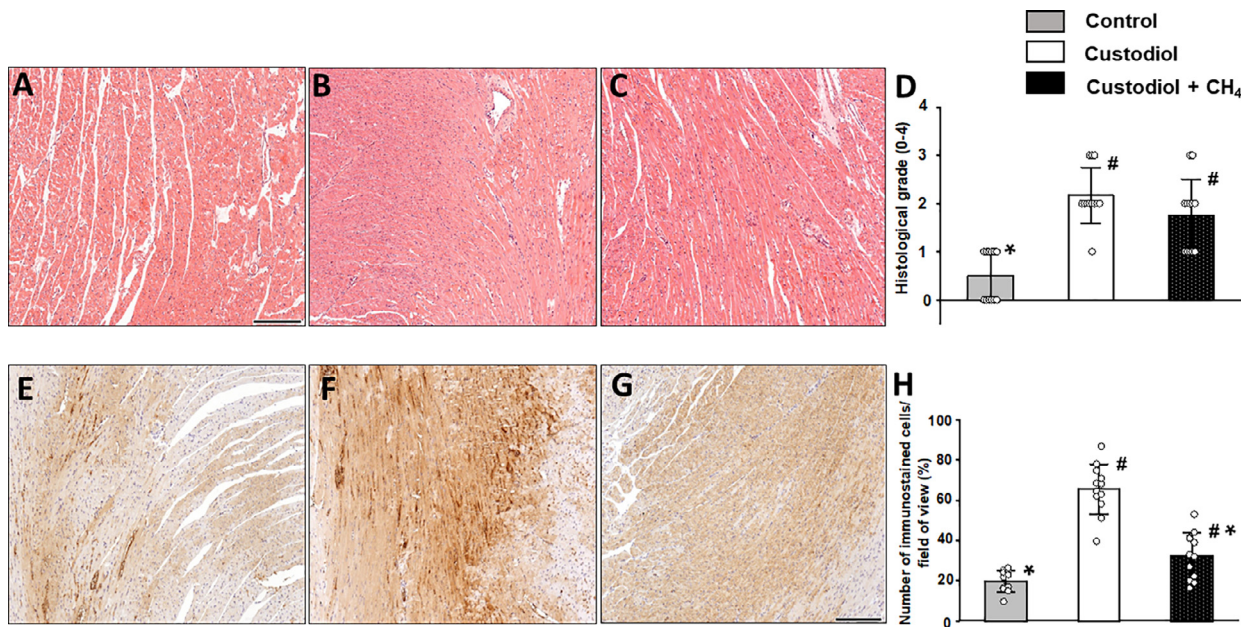 Control
Custodiol
Custodiol + CH₄
A
B
C
D
Histological grade (0-4)
4
3
2
1
0
#
#
*
E
F
G
H
Number of immunostained cells/
field of view (%)
100
80
60
40
20
0
#
# *
*